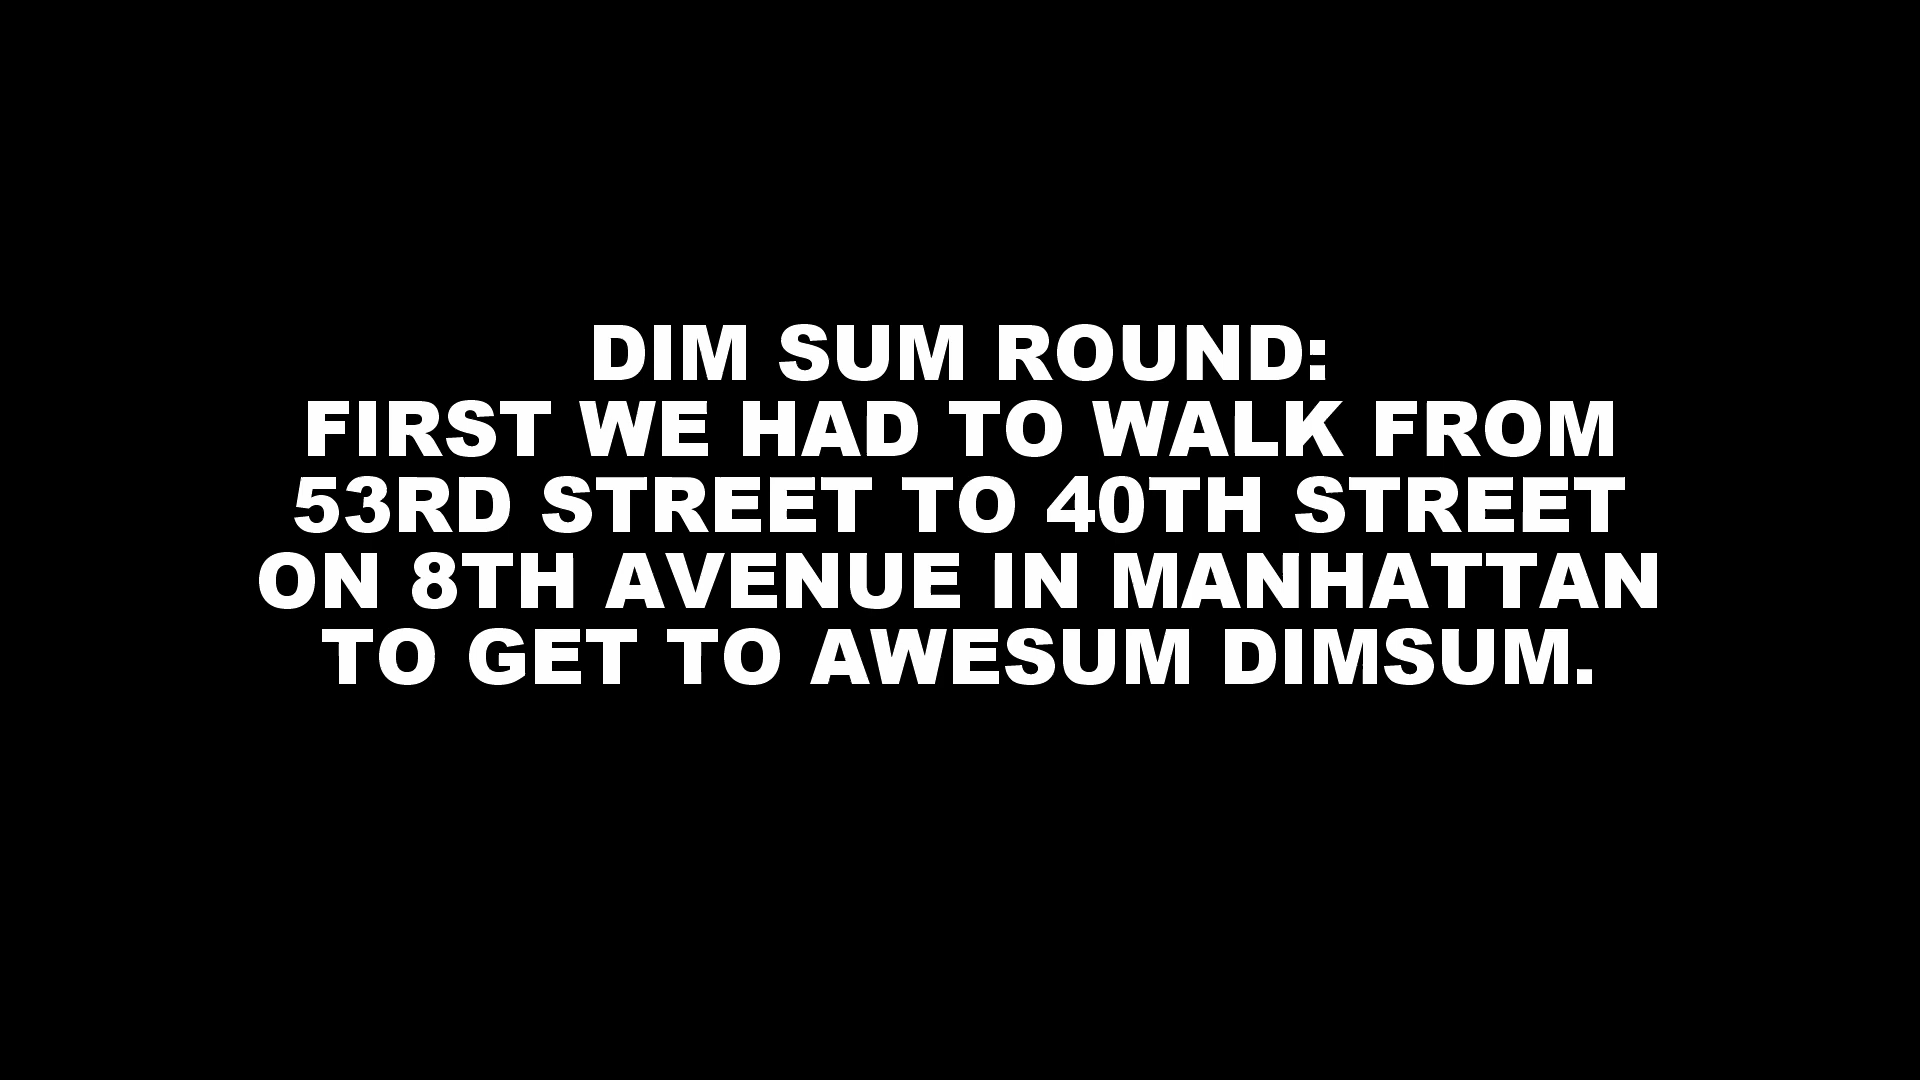 DIM SUM ROUND:
FIRST WE HAD TO WALK FROM
53RD STREET TO 40TH STREET
ON 8TH AVENUE IN MANHATTAN
TO GET TO AWESUM DIMSUM.